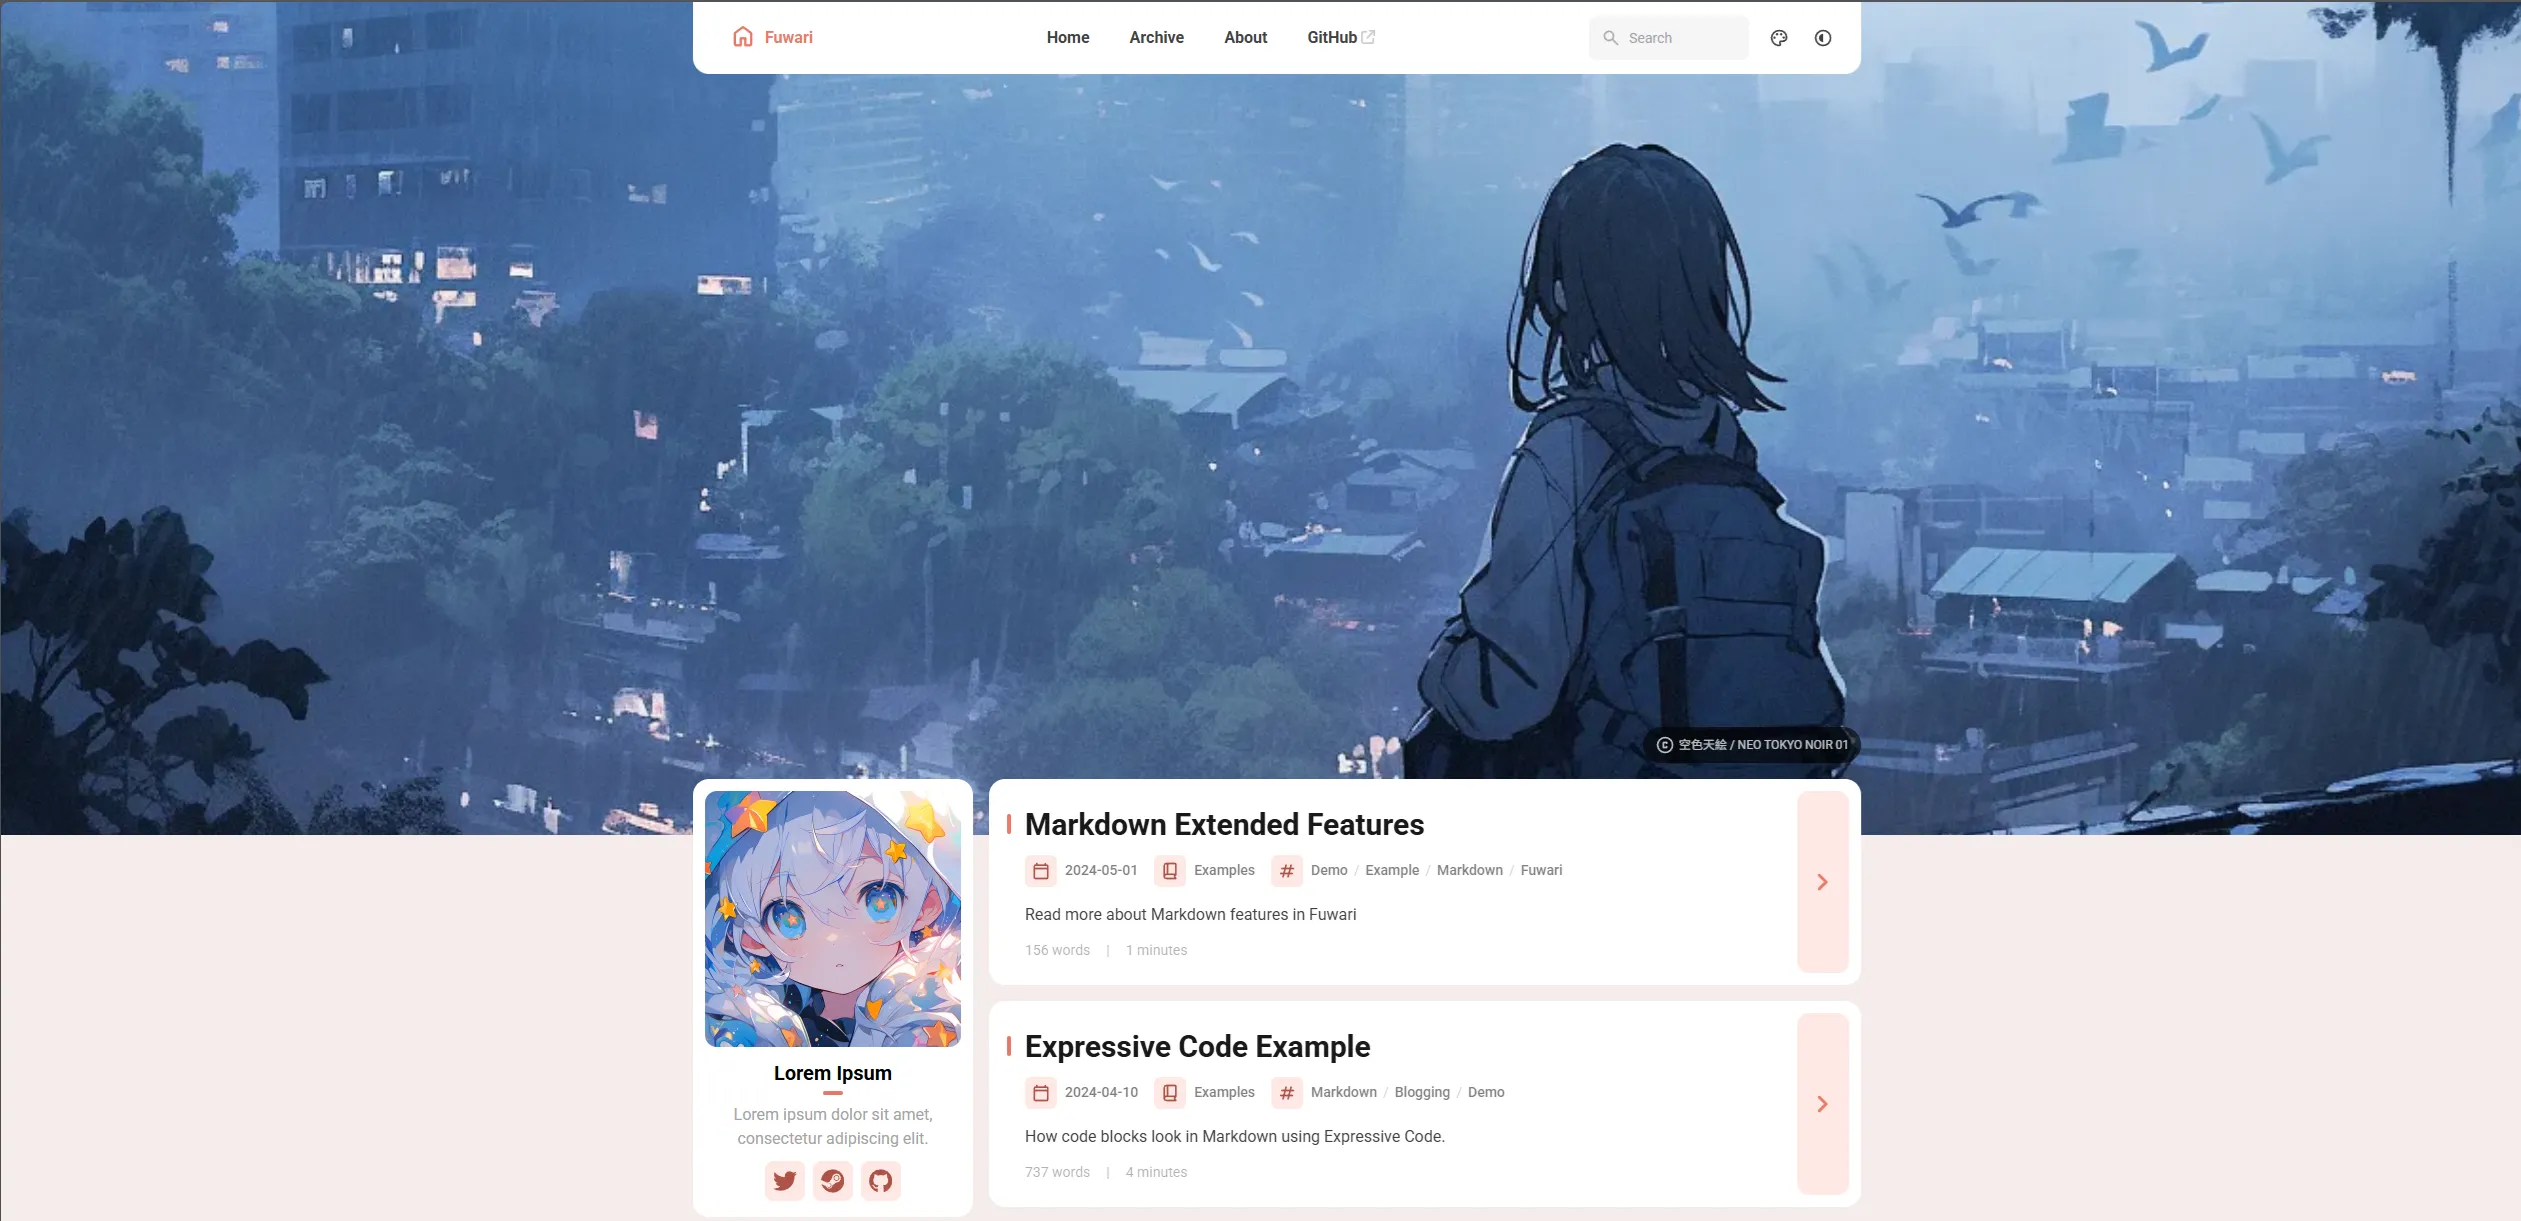 Fuwari
Home Archive About GitHub
Search
© 空色天絵 / NEO TOKYO NOIR 01
Lorem Ipsum
Lorem ipsum dolor sit amet,
consectetur adipiscing elit.
Markdown Extended Features
2024-05-01 Examples # Demo / Example / Markdown / Fuwari
Read more about Markdown features in Fuwari
156 words | 1 minutes
Expressive Code Example
2024-04-10 Examples # Markdown / Blogging / Demo
How code blocks look in Markdown using Expressive Code.
737 words | 4 minutes